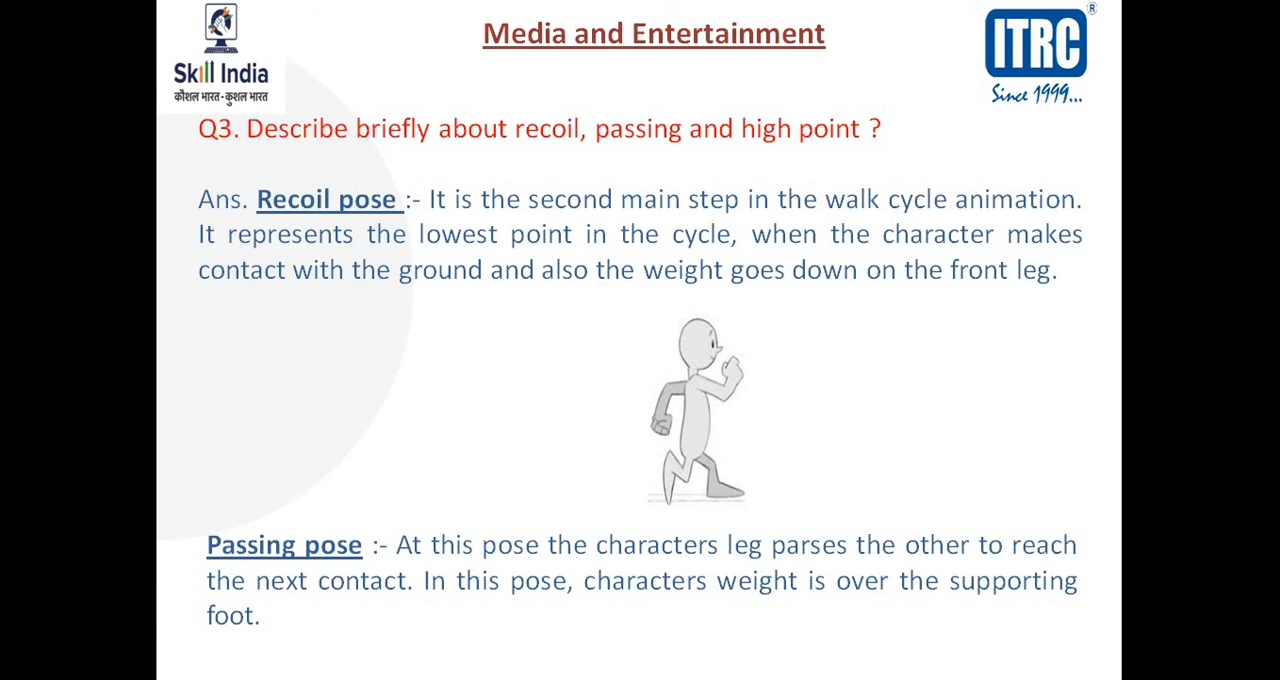 Media and Entertainment
Skill India
कौशल भारत-कुशल भारत
ITRC
®
Since 1999...
Q3. Describe briefly about recoil, passing and high point ?
Ans. Recoil pose :- It is the second main step in the walk cycle animation.
It represents the lowest point in the cycle, when the character makes
contact with the ground and also the weight goes down on the front leg.
Passing pose :- At this pose the characters leg parses the other to reach
the next contact. In this pose, characters weight is over the supporting
foot.